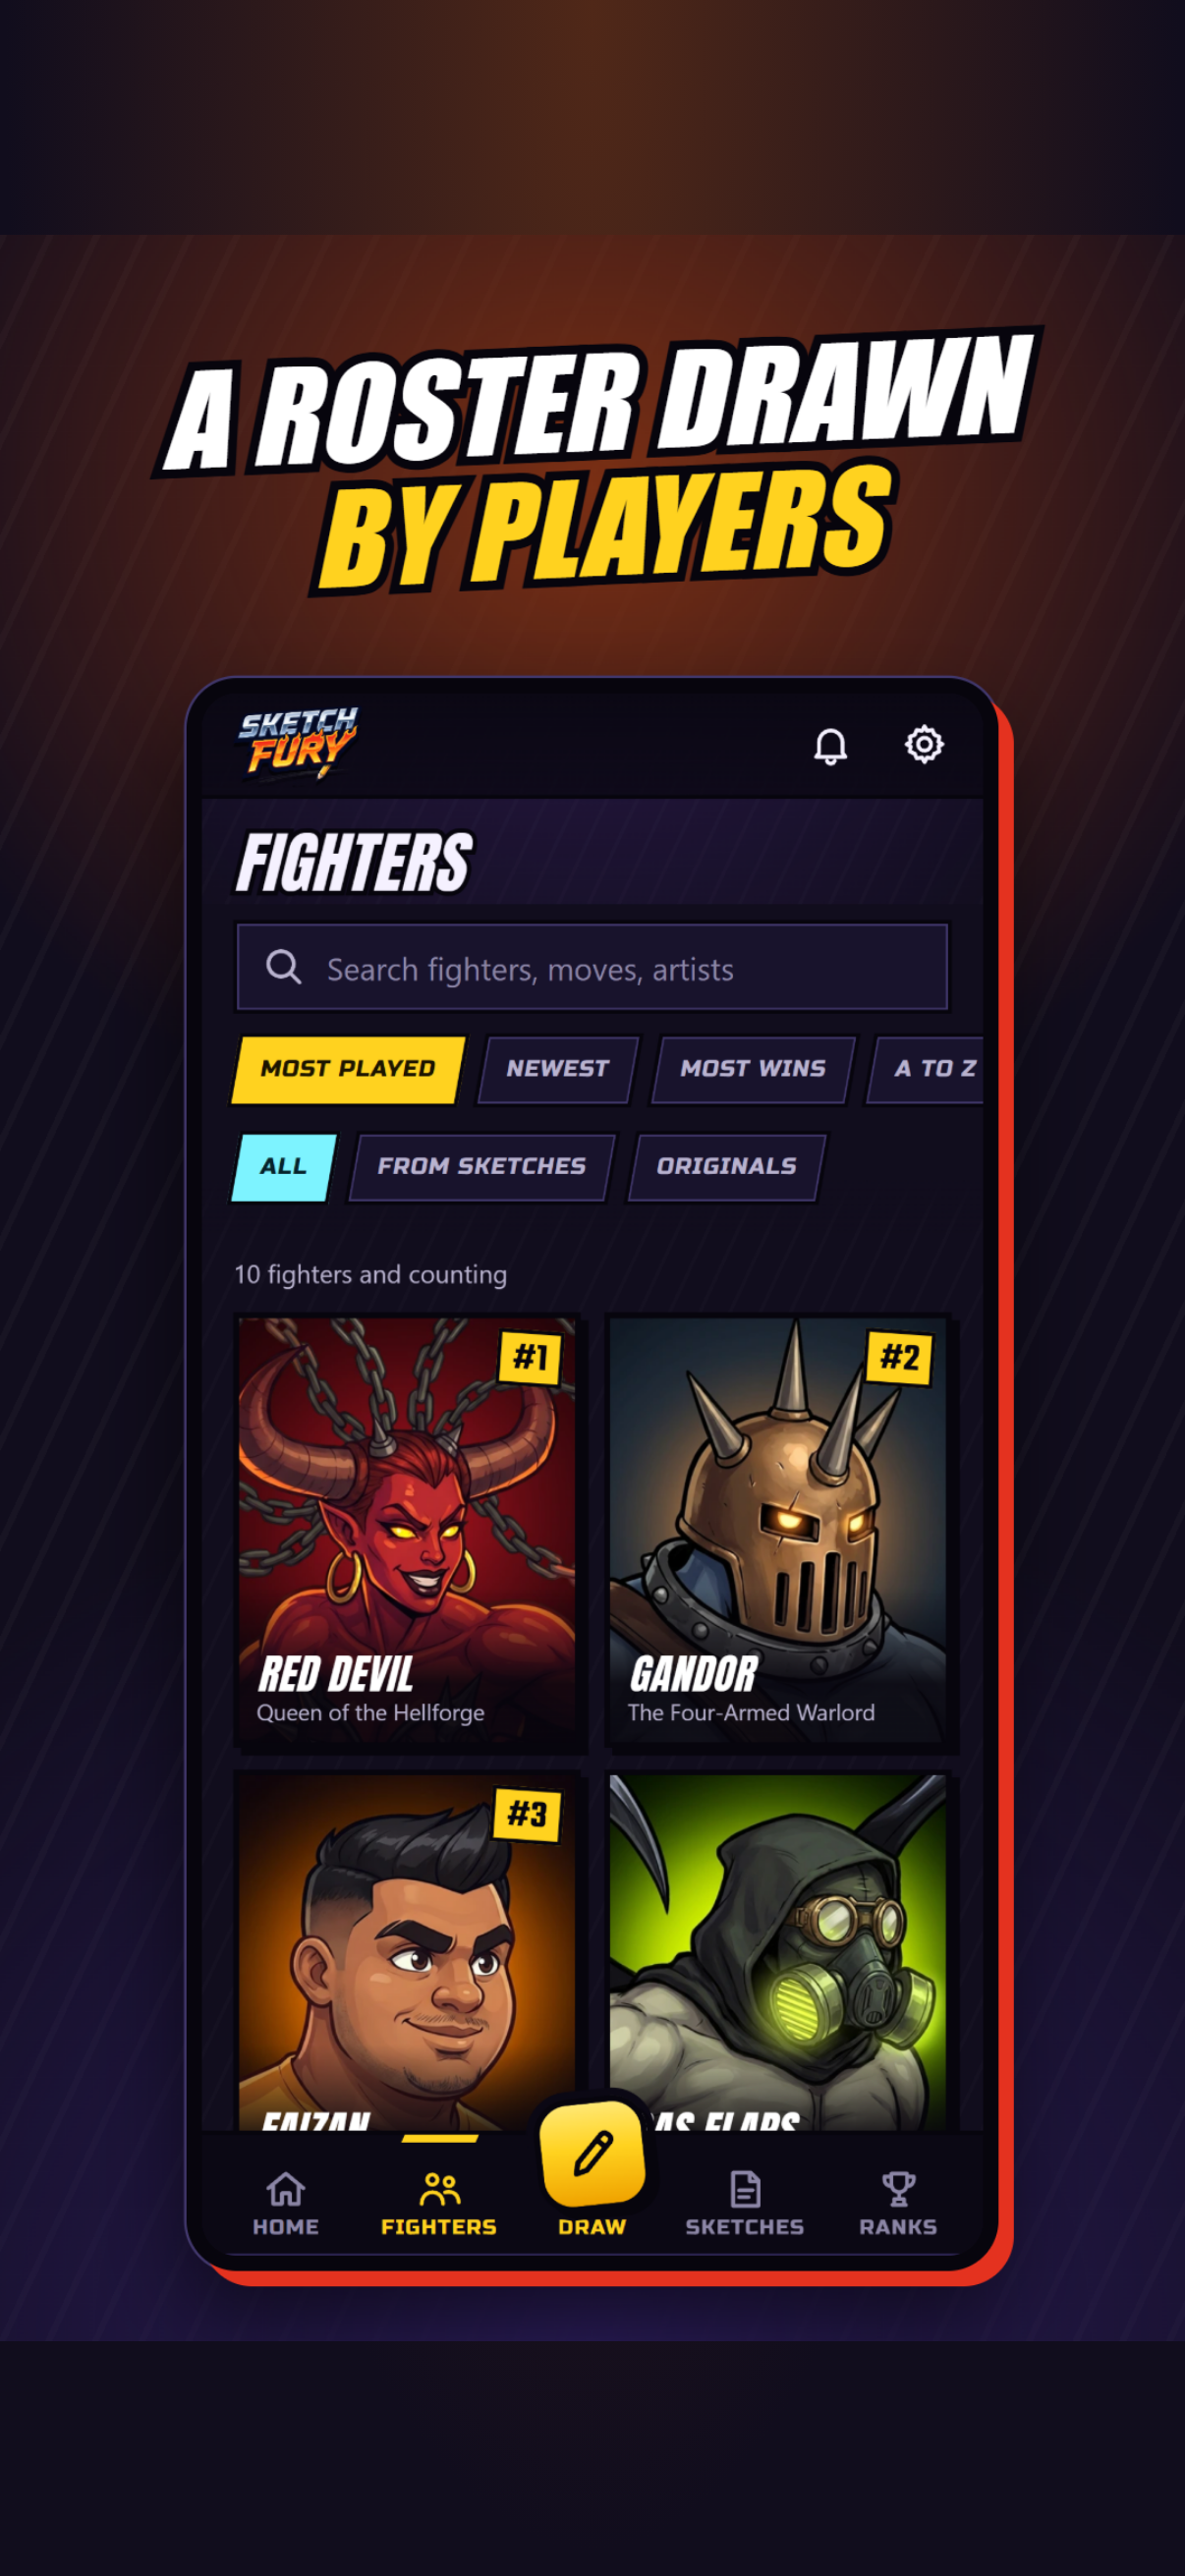 A ROSTER DRAWN
BY PLAYERS
SKETCH
FURY
FIGHTERS
Search fighters, moves, artists
MOST PLAYED NEWEST MOST WINS A TO Z
ALL FROM SKETCHES ORIGINALS
10 fighters and counting
#1
#2
RED DEVIL
Queen of the Hellforge
GANDOR
The Four-Armed Warlord
#3
FAIZAN
HOME FIGHTERS DRAW SKETCHES RANKS